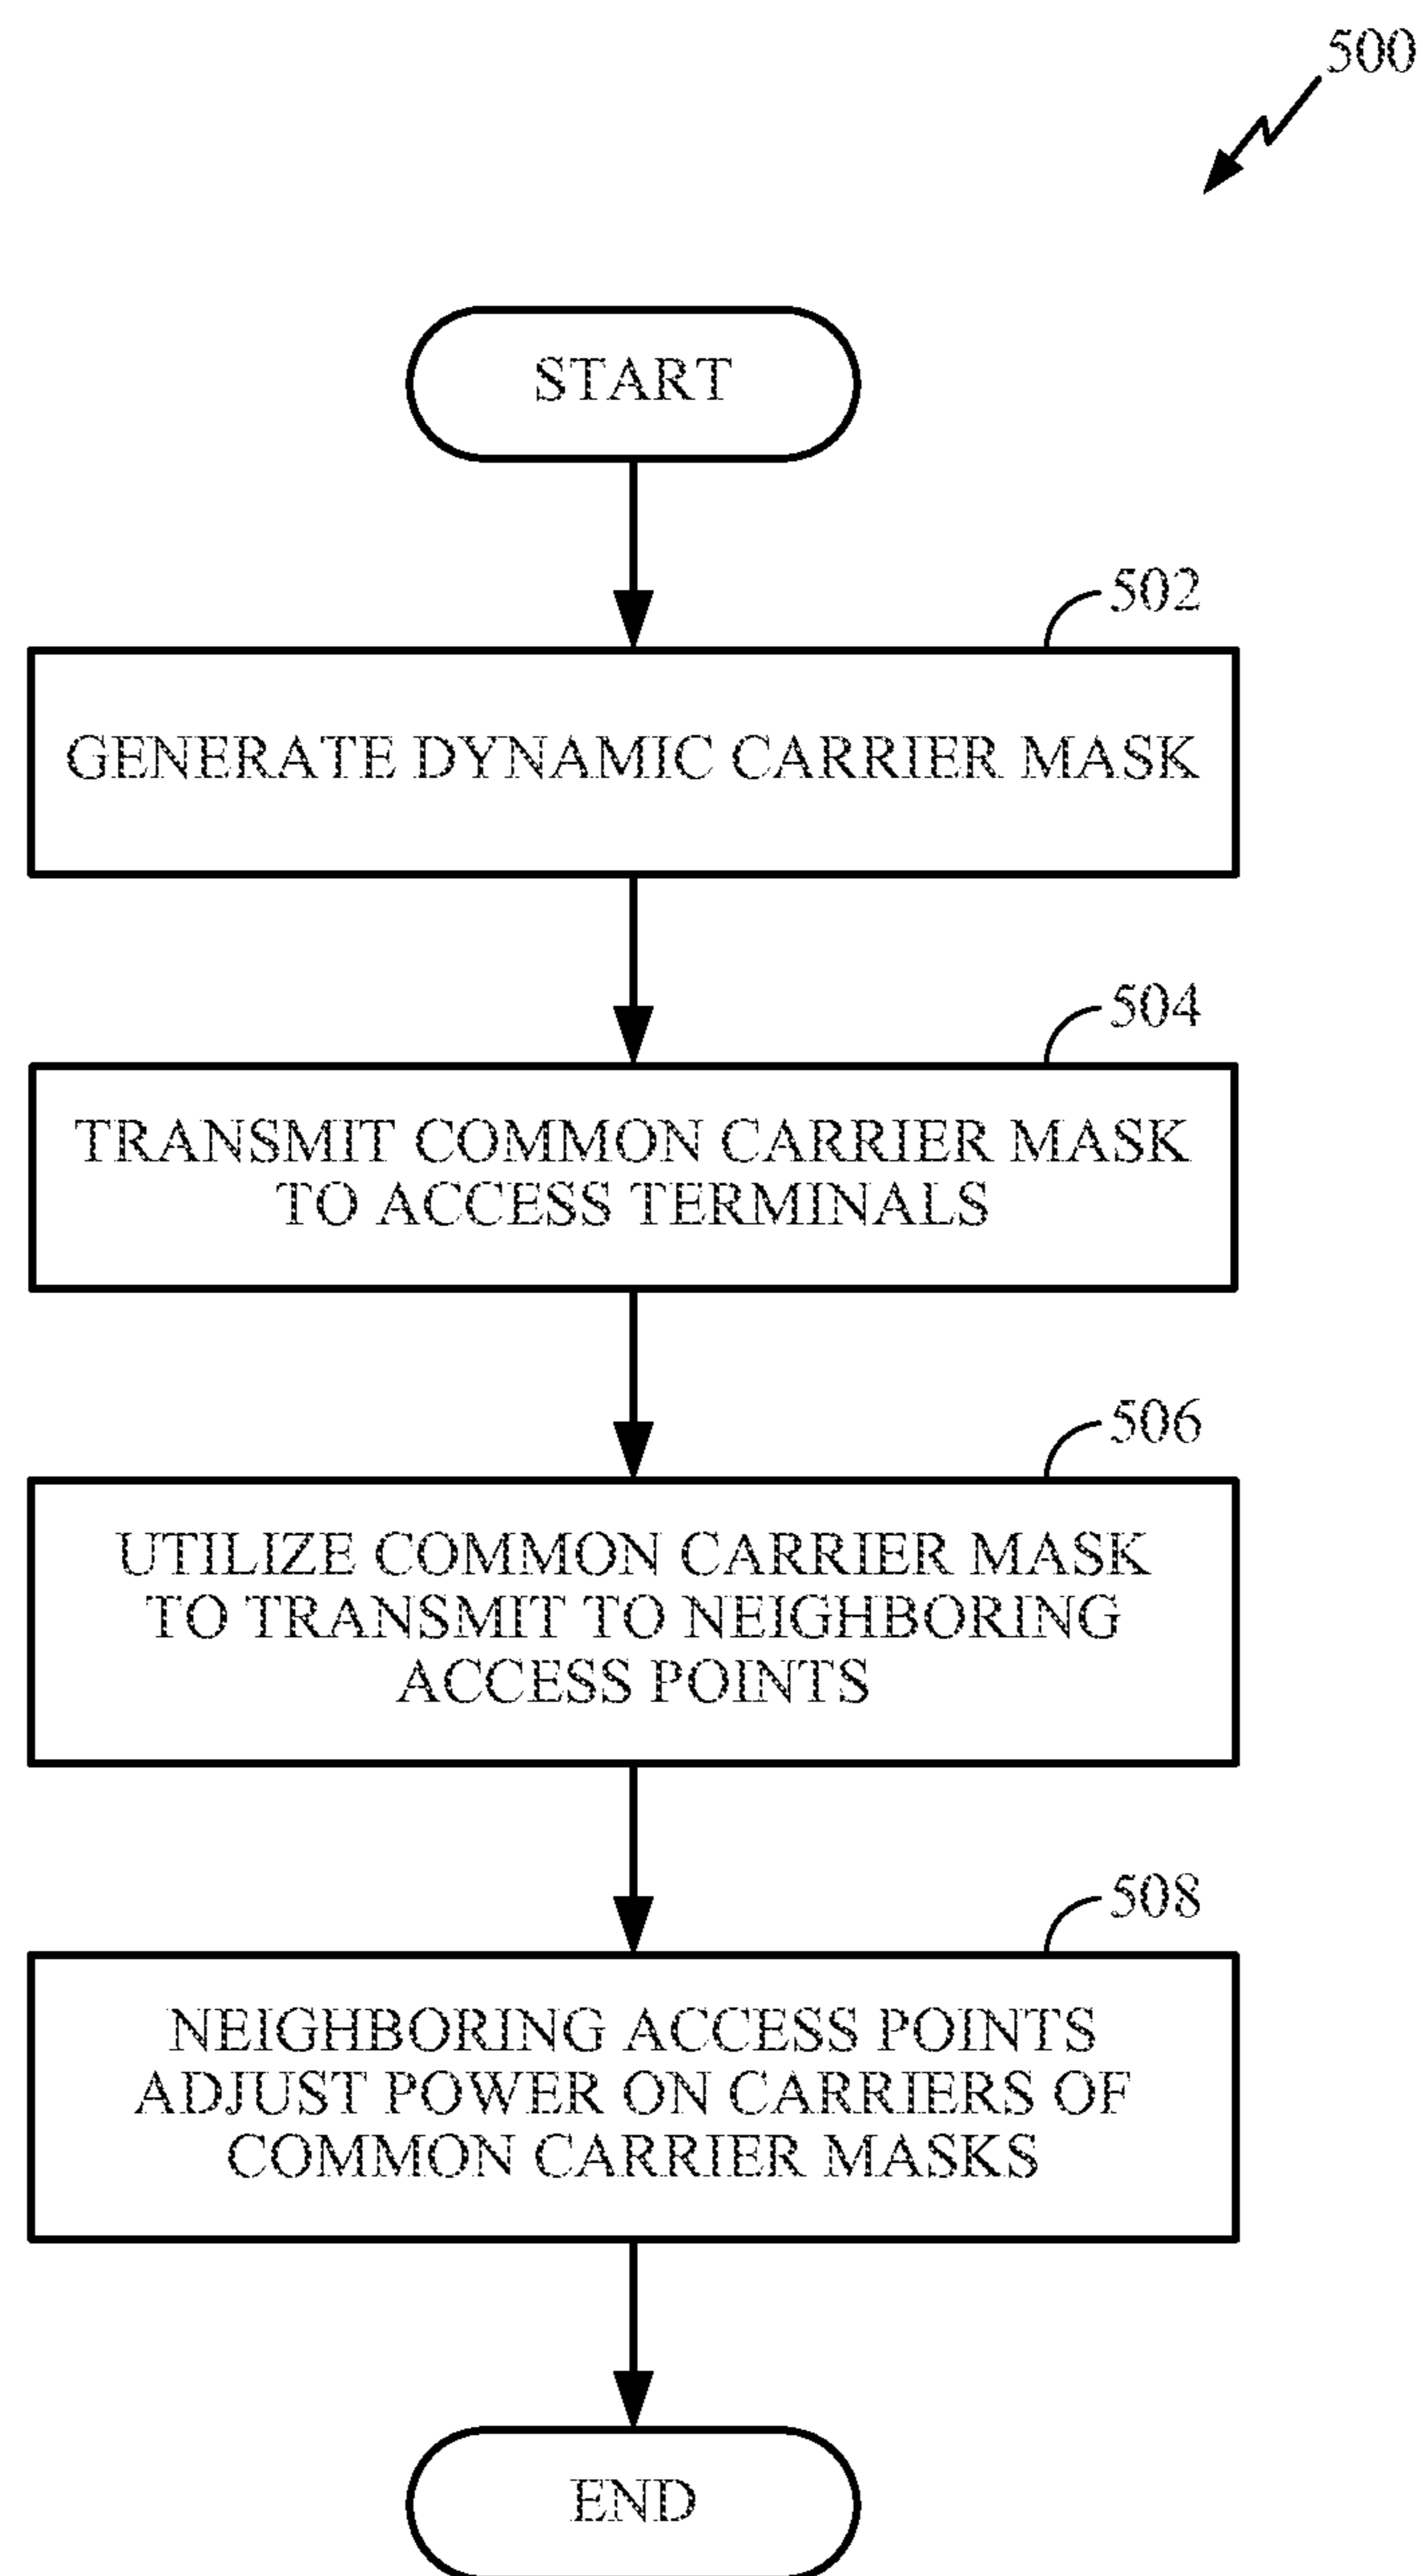 500
START
502
GENERATE DYNAMIC CARRIER MASK
504
TRANSMIT COMMON CARRIER MASK
TO ACCESS TERMINALS
506
UTILIZE COMMON CARRIER MASK
TO TRANSMIT TO NEIGHBORING
ACCESS POINTS
508
NEIGHBORING ACCESS POINTS
ADJUST POWER ON CARRIERS OF
COMMON CARRIER MASKS
END